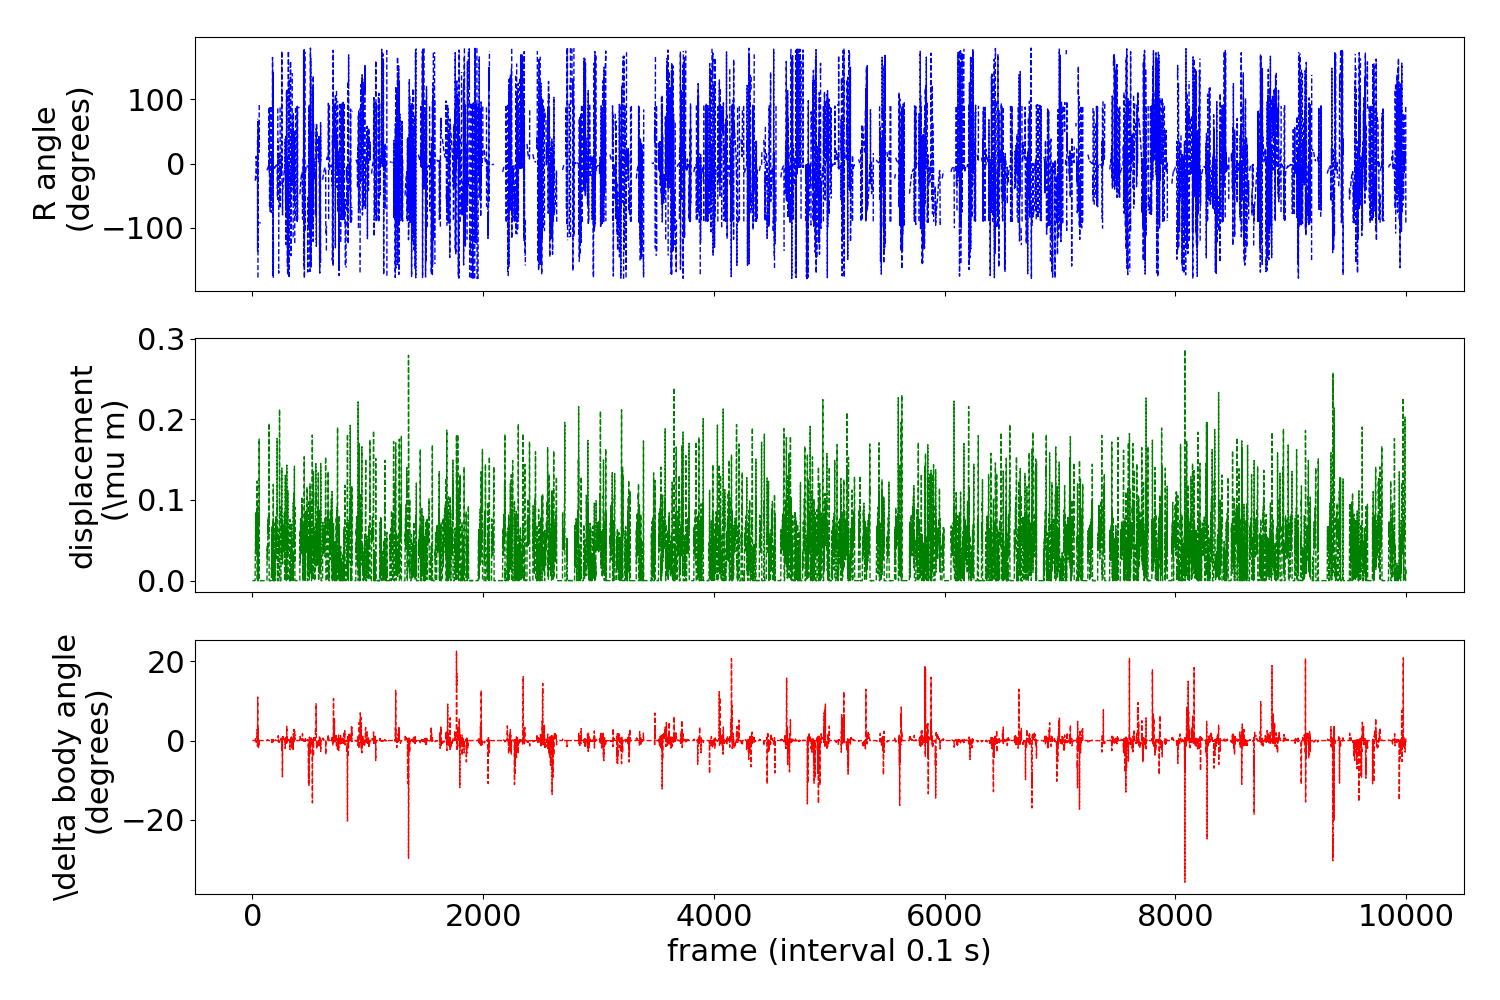 R angle
(degrees)
100
0
−100
displacement
(\mu m)
0.3
0.2
0.1
0.0
\delta body angle
(degrees)
20
0
−20
0 2000 4000 6000 8000 10000
frame (interval 0.1 s)